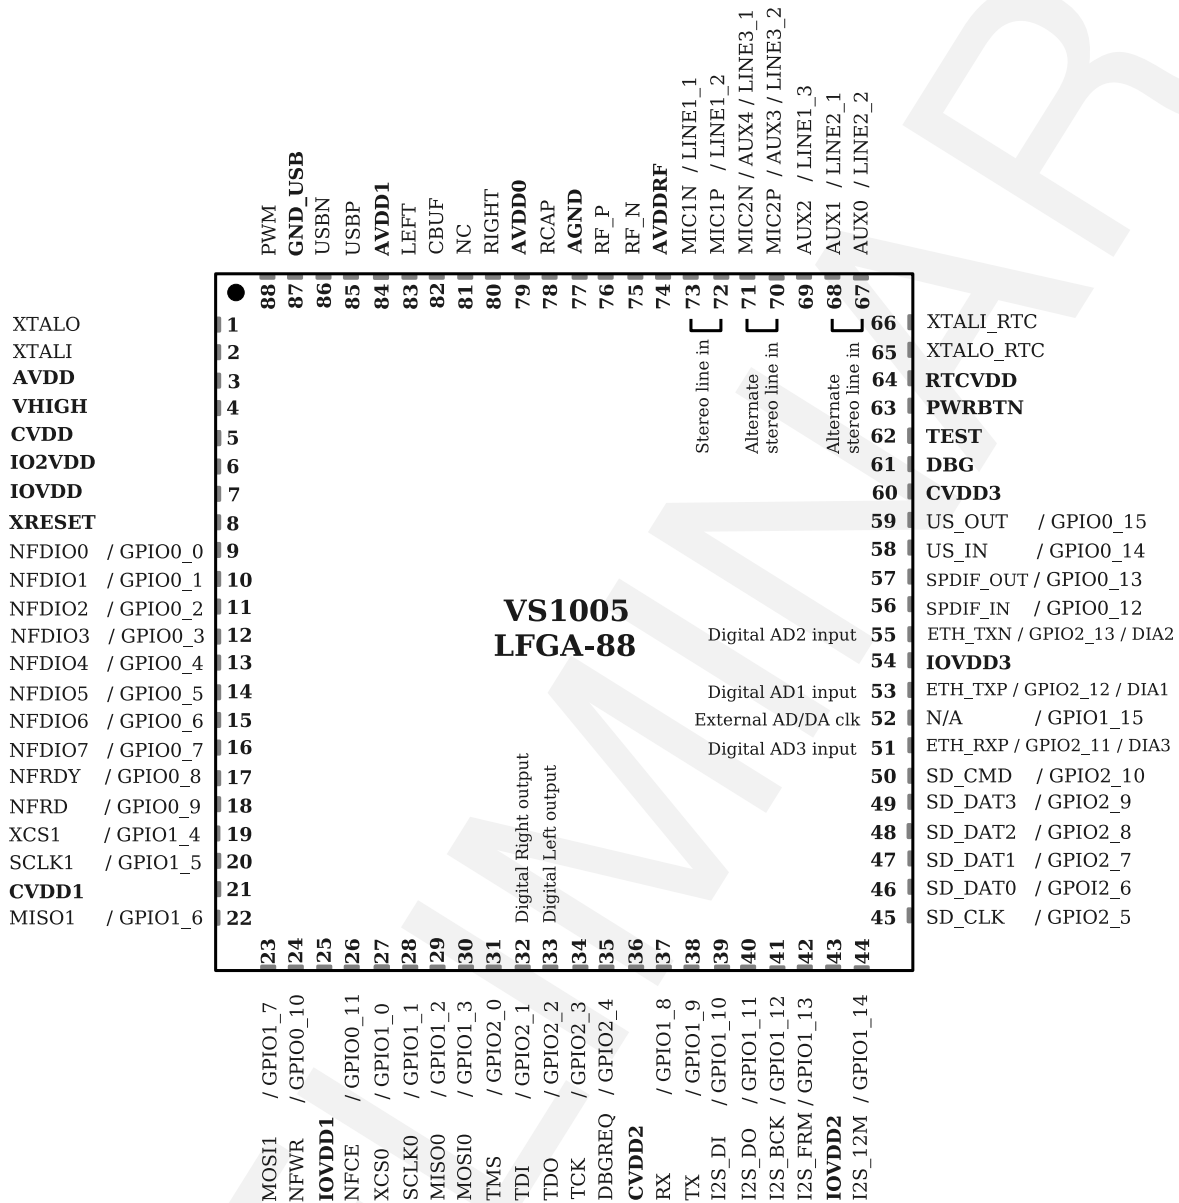 PWM
GND_USB
USBN
USBP
AVDD1
LEFT
CBUF
NC
RIGHT
AVDD0
RCAP
AGND
RF_P
RF_N
AVDDRF
MIC1N / LINE1_1
MIC1P / LINE1_2
MIC2N / AUX4 / LINE3_1
MIC2P / AUX3 / LINE3_2
AUX2 / LINE1_3
AUX1 / LINE2_1
AUX0 / LINE2_2
88 87 86 85 84 83 82 81 80 79 78 77 76 75 74 73 72 71 70 69 68 67
Stereo line in
Alternate
stereo line in
Alternate
stereo line in
XTALO 1
XTALI 2
AVDD 3
VHIGH 4
CVDD 5
IO2VDD 6
IOVDD 7
XRESET 8
NFDIO0 / GPIO0_0 9
NFDIO1 / GPIO0_1 10
NFDIO2 / GPIO0_2 11
NFDIO3 / GPIO0_3 12
NFDIO4 / GPIO0_4 13
NFDIO5 / GPIO0_5 14
NFDIO6 / GPIO0_6 15
NFDIO7 / GPIO0_7 16
NFRDY / GPIO0_8 17
NFRD / GPIO0_9 18
XCS1 / GPIO1_4 19
SCLK1 / GPIO1_5 20
CVDD1 21
MISO1 / GPIO1_6 22
VS1005
LFGA-88
66 XTALI_RTC
65 XTALO_RTC
64 RTCVDD
63 PWRBTN
62 TEST
61 DBG
60 CVDD3
59 US_OUT / GPIO0_15
58 US_IN / GPIO0_14
57 SPDIF_OUT / GPIO0_13
56 SPDIF_IN / GPIO0_12
Digital AD2 input 55 ETH_TXN / GPIO2_13 / DIA2
54 IOVDD3
Digital AD1 input 53 ETH_TXP / GPIO2_12 / DIA1
External AD/DA clk 52 N/A / GPIO1_15
Digital AD3 input 51 ETH_RXP / GPIO2_11 / DIA3
50 SD_CMD / GPIO2_10
49 SD_DAT3 / GPIO2_9
48 SD_DAT2 / GPIO2_8
47 SD_DAT1 / GPIO2_7
46 SD_DAT0 / GPOI2_6
45 SD_CLK / GPIO2_5
Digital Right output
Digital Left output
23 24 25 26 27 28 29 30 31 32 33 34 35 36 37 38 39 40 41 42 43 44
MOSI1 / GPIO1_7
NFWR / GPIO0_10
IOVDD1
NFCE / GPIO0_11
XCS0 / GPIO1_0
SCLK0 / GPIO1_1
MISO0 / GPIO1_2
MOSI0 / GPIO1_3
TMS / GPIO2_0
TDI / GPIO2_1
TDO / GPIO2_2
TCK / GPIO2_3
DBGREQ / GPIO2_4
CVDD2
RX / GPIO1_8
TX / GPIO1_9
I2S_DI / GPIO1_10
I2S_DO / GPIO1_11
I2S_BCK / GPIO1_12
I2S_FRM / GPIO1_13
IOVDD2
I2S_12M / GPIO1_14
LIMINAR